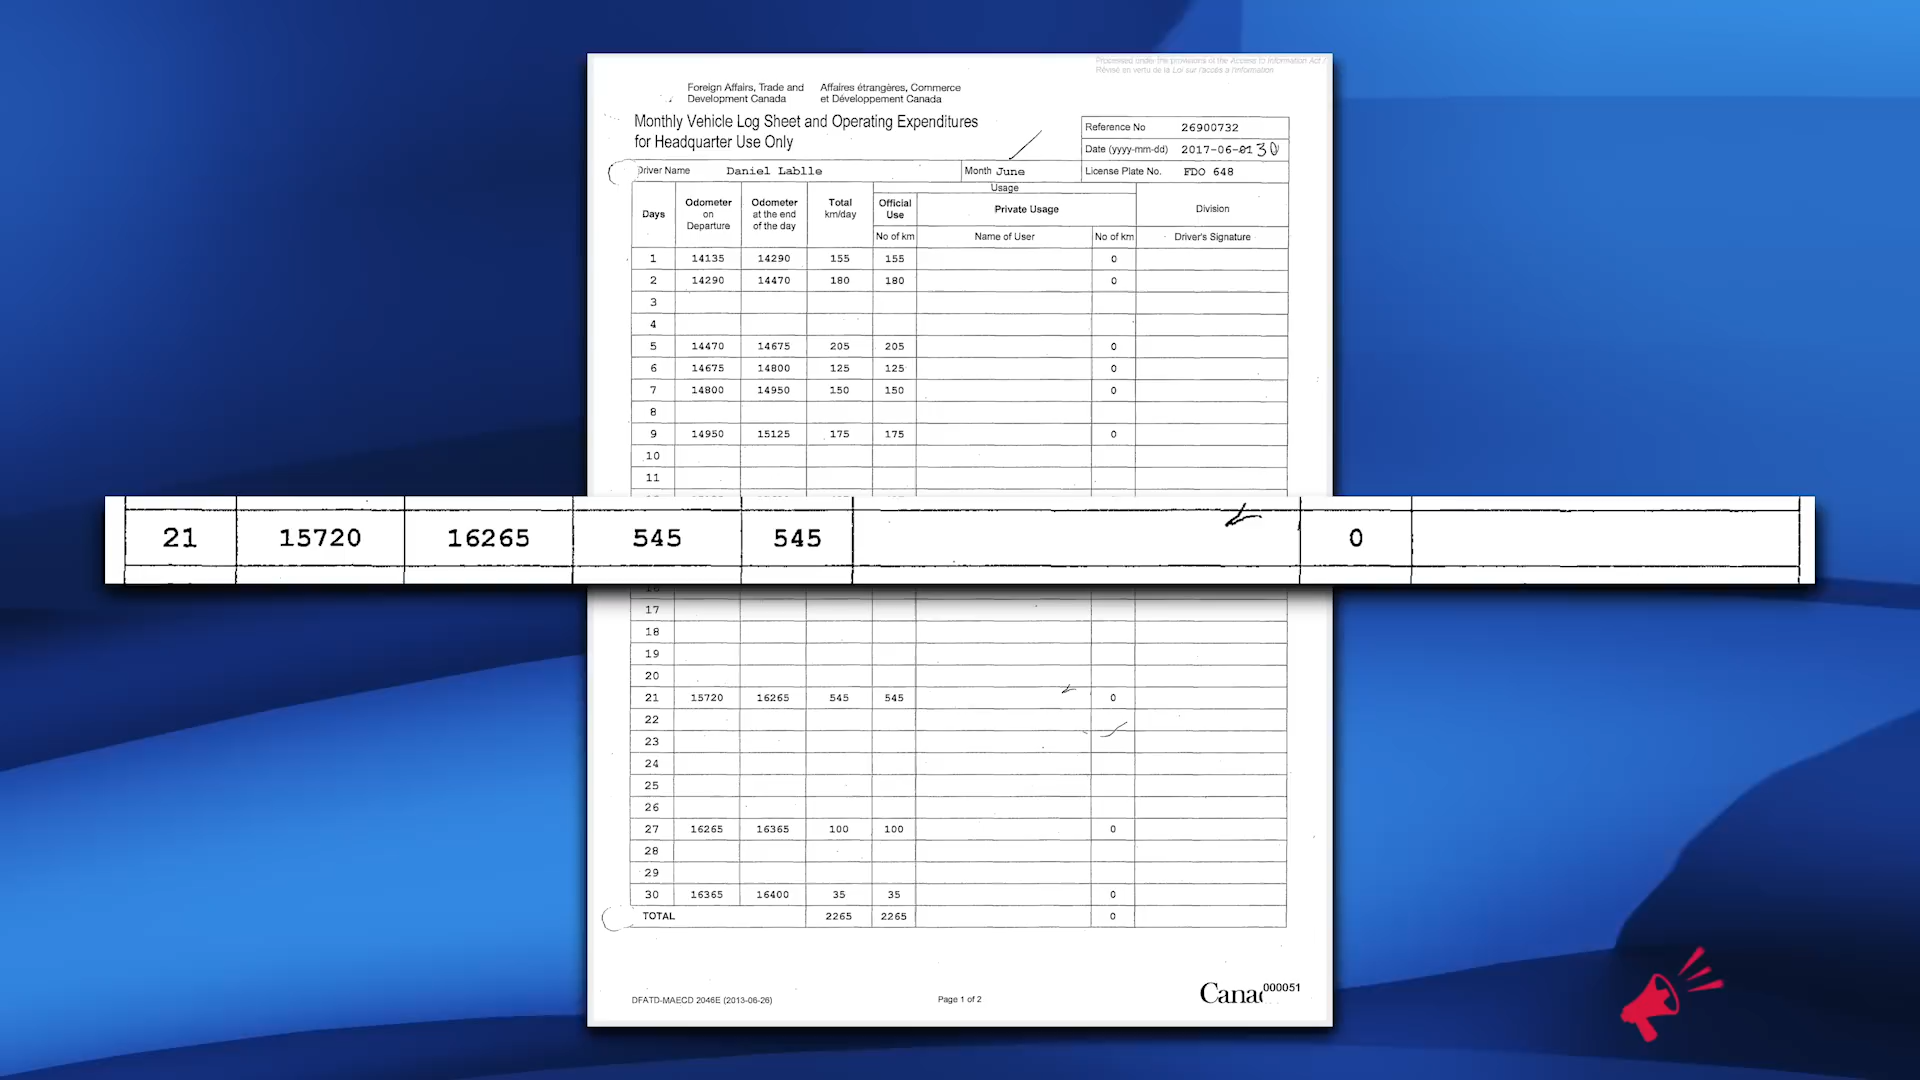 Processed under the provisions of the Access to Information Act /
Révisé en vertu de la Loi sur l'accès à l'information
Foreign Affairs, Trade and Development Canada
Affaires étrangères, Commerce et Développement Canada
Monthly Vehicle Log Sheet and Operating Expenditures
for Headquarter Use Only
Reference No 26900732
Date (yyyy-mm-dd) 2017-06-01 30
Driver Name Daniel Lablle Month June License Plate No. FDO 648
Usage
Days Odometer on Departure Odometer at the end of the day Total km/day Official Use Private Usage Division
No of km Name of User No of km Driver's Signature
1 14135 14290 155 155 0
2 14290 14470 180 180 0
3
4
5 14470 14675 205 205 0
6 14675 14800 125 125 0
7 14800 14950 150 150 0
8
9 14950 15125 175 175 0
10
11
21 15720 16265 545 545 0
17
18
19
20
21 15720 16265 545 545 0
22
23
24
25
26
27 16265 16365 100 100 0
28
29
30 16365 16400 35 35 0
TOTAL 2265 2265 0
DFATD-MAECD 2046E (2013-06-26) Page 1 of 2 000051